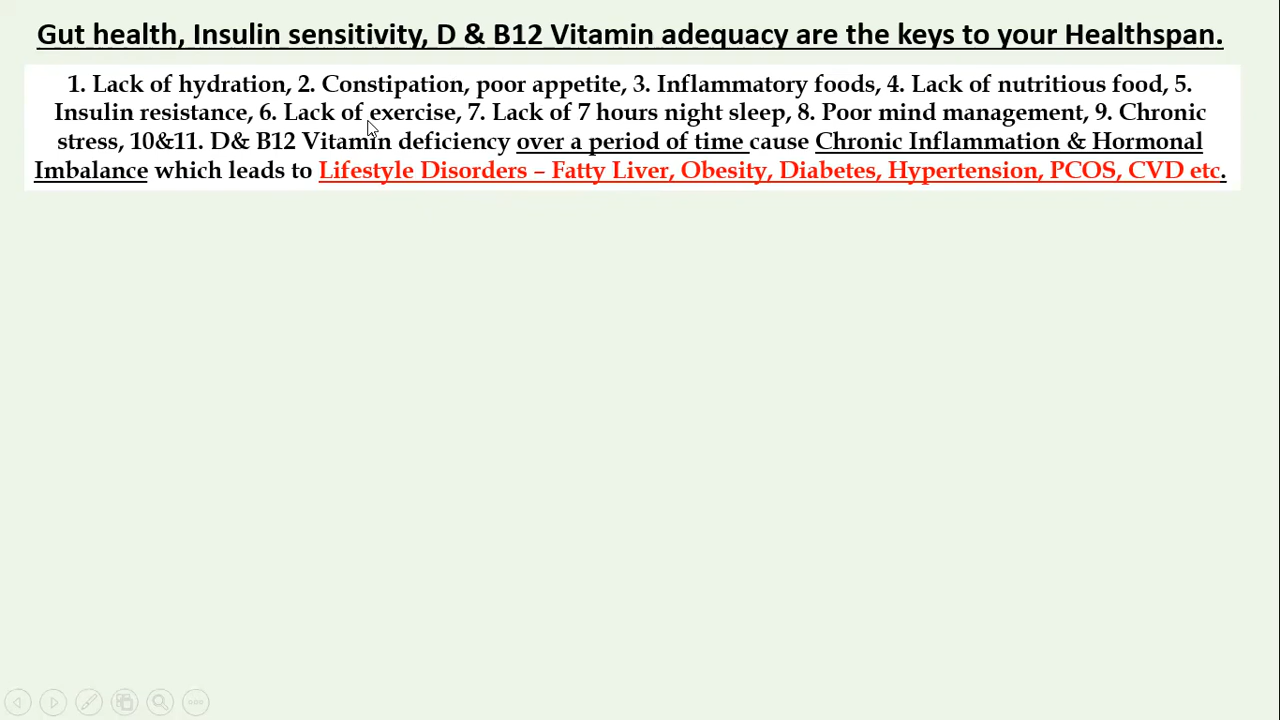 Gut health, Insulin sensitivity, D & B12 Vitamin adequacy are the keys to your Healthspan.
1. Lack of hydration, 2. Constipation, poor appetite, 3. Inflammatory foods, 4. Lack of nutritious food, 5.
Insulin resistance, 6. Lack of exercise, 7. Lack of 7 hours night sleep, 8. Poor mind management, 9. Chronic
stress, 10&11. D& B12 Vitamin deficiency over a period of time cause Chronic Inflammation & Hormonal
Imbalance which leads to Lifestyle Disorders – Fatty Liver, Obesity, Diabetes, Hypertension, PCOS, CVD etc.